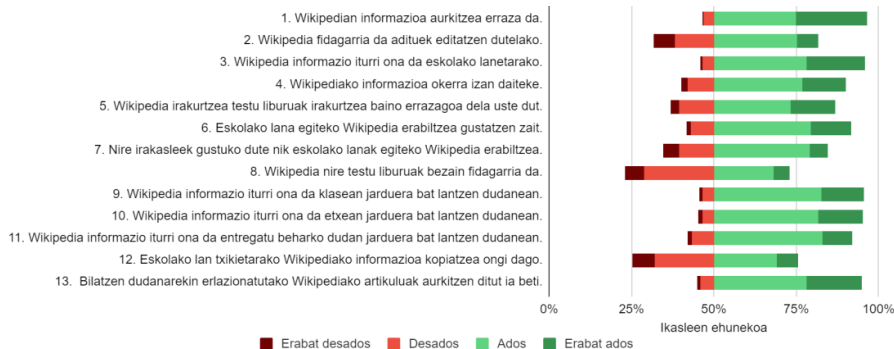 1. Wikipedian informazioa aurkitzea erraza da.
2. Wikipedia fidagarria da adituek editatzen dutelako.
3. Wikipedia informazio iturri ona da eskolako lanetarako.
4. Wikipediako informazioa okerra izan daiteke.
5. Wikipedia irakurtzea testu liburuak irakurtzea baino errazagoa dela uste dut.
6. Eskolako lana egiteko Wikipedia erabiltzea gustatzen zait.
7. Nire irakasleek gustuko dute nik eskolako lanak egiteko Wikipedia erabiltzea.
8. Wikipedia nire testu liburuak bezain fidagarria da.
9. Wikipedia informazio iturri ona da klasean jarduera bat lantzen dudanean.
10. Wikipedia informazio iturri ona da etxean jarduera bat lantzen dudanean.
11. Wikipedia informazio iturri ona da entregatu beharko dudan jarduera bat lantzen dudanean.
12. Eskolako lan txikietarako Wikipediako informazioa kopiatzea ongi dago.
13. Bilatzen dudanarekin erlazionatutako Wikipediako artikuluak aurkitzen ditut ia beti.
0% 25% 50% 75% 100%
Ikasleen ehunekoa
Erabat desados Desados Ados Erabat ados